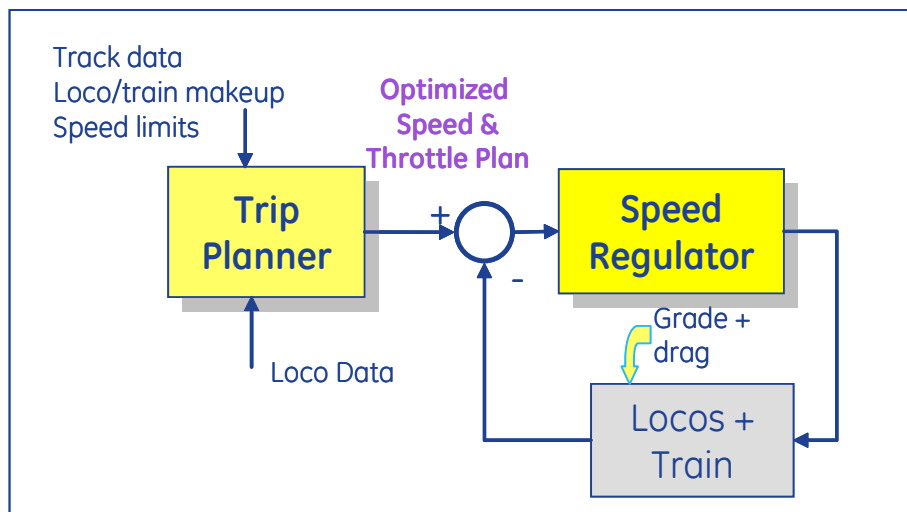 Track data
Loco/train makeup
Speed limits
Optimized
Speed &
Throttle Plan
Trip
Planner
+
-
Speed
Regulator
Loco Data
Grade +
drag
Locos +
Train